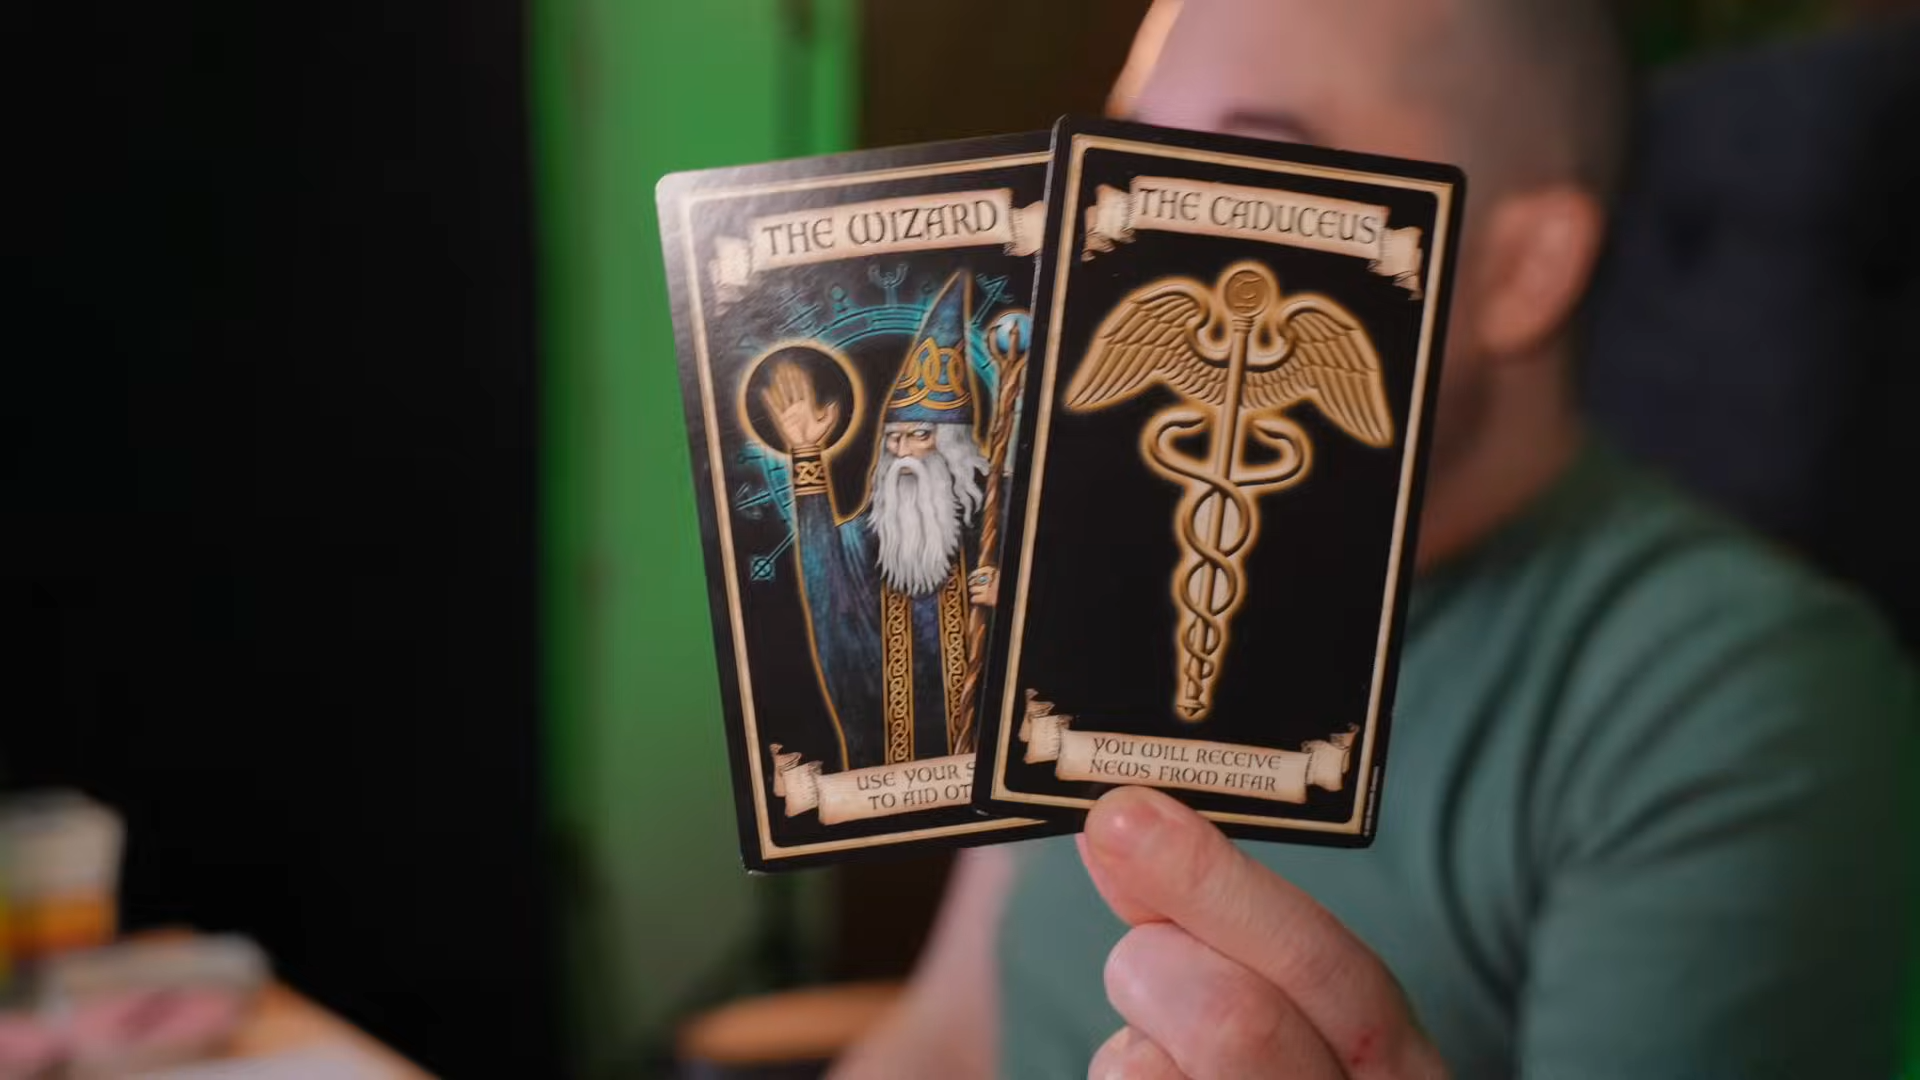 THE WIZARD
USE YOUR
TO AID
THE CADUCEUS
YOU WILL RECEIVE
NEWS FROM AFAR